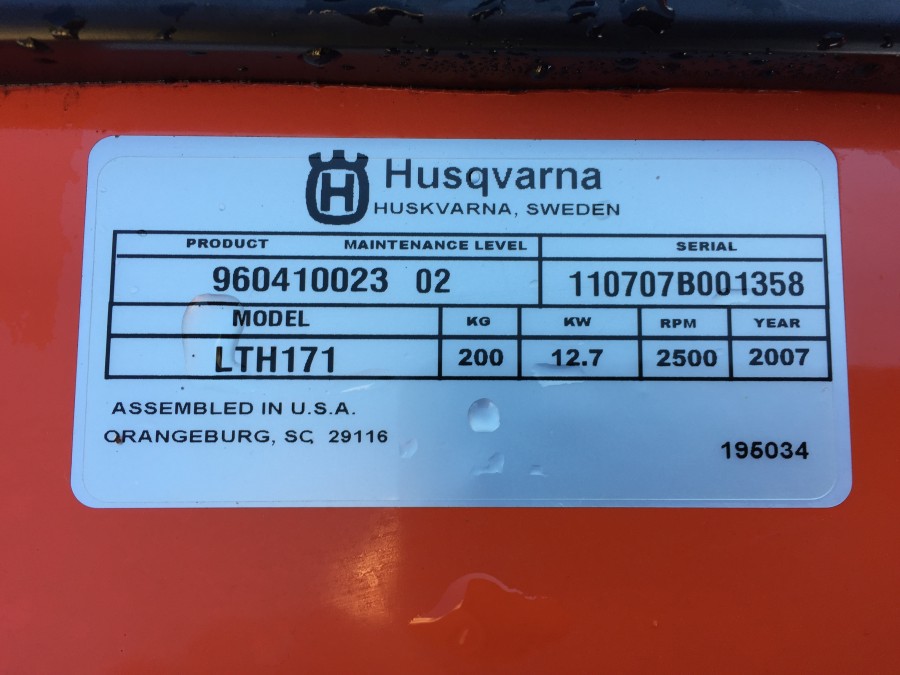 H Husqvarna
HUSKVARNA, SWEDEN
PRODUCT MAINTENANCE LEVEL SERIAL
960410023 02 110707B001358
MODEL KG KW RPM YEAR
LTH171 200 12.7 2500 2007
ASSEMBLED IN U.S.A.
ORANGEBURG, SC 29116
195034